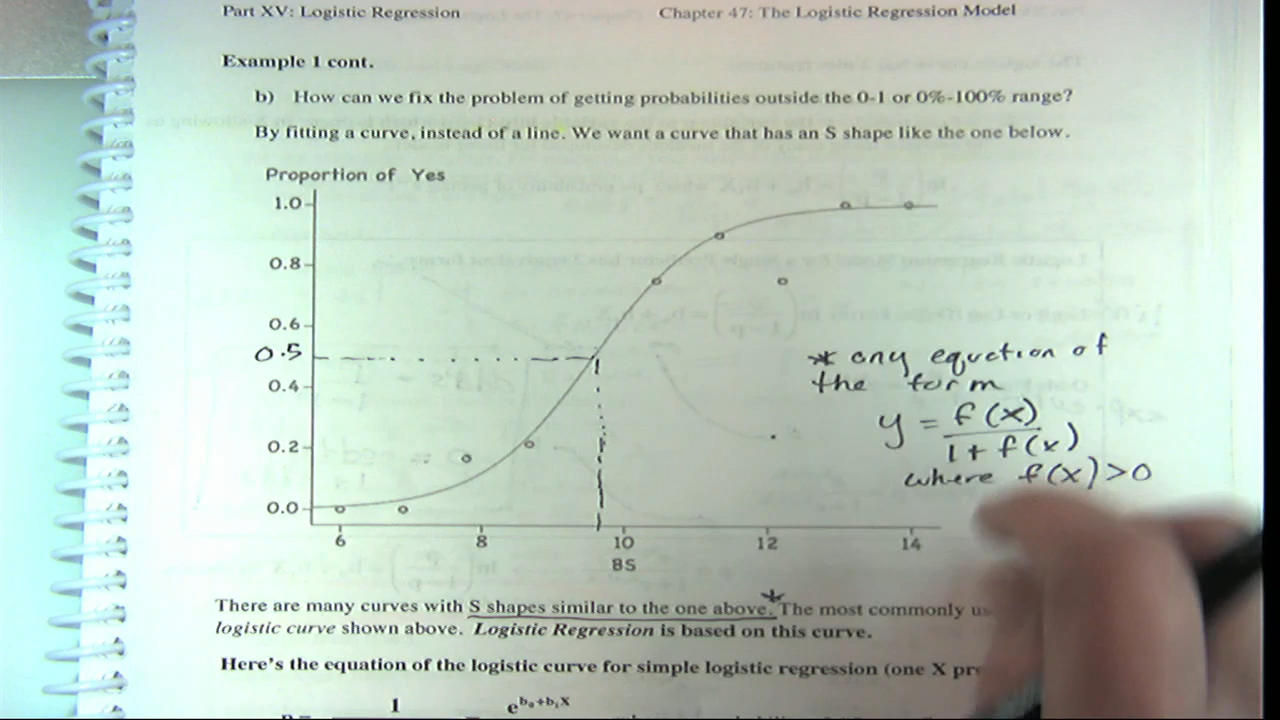 Part XV: Logistic Regression Chapter 47: The Logistic Regression Model
Example 1 cont.
b) How can we fix the problem of getting probabilities outside the 0-1 or 0%-100% range?
By fitting a curve, instead of a line. We want a curve that has an S shape like the one below.
Proportion of Yes
1.0
0.8
0.6
0.5
0.4
0.2
0.0
6 8 10 12 14
BS
* any equation of
the form
y = f(x)
1 + f(x)
where f(x) > 0
There are many curves with S shapes similar to the one above.* The most commonly
logistic curve shown above. Logistic Regression is based on this curve.
Here's the equation of the logistic curve for simple logistic regression (one X
1 e^{b₀+b₁X}